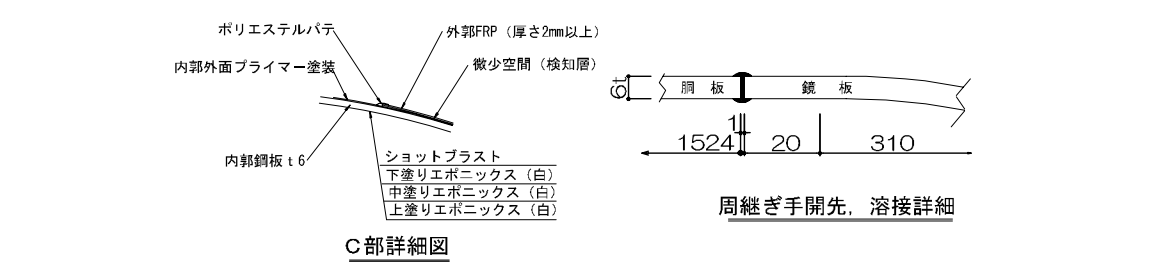 ポリエステルパテ
外郭FRP（厚さ2mm以上）
内郭外面プライマー塗装
微少空間（検知層）
内郭鋼板ｔ6
ショットブラスト
下塗りエポニックス（白）
中塗りエポニックス（白）
上塗りエポニックス（白）
Ｃ部詳細図
6t
胴 板
鏡 板
1
1524
20
310
周継ぎ手開先，溶接詳細